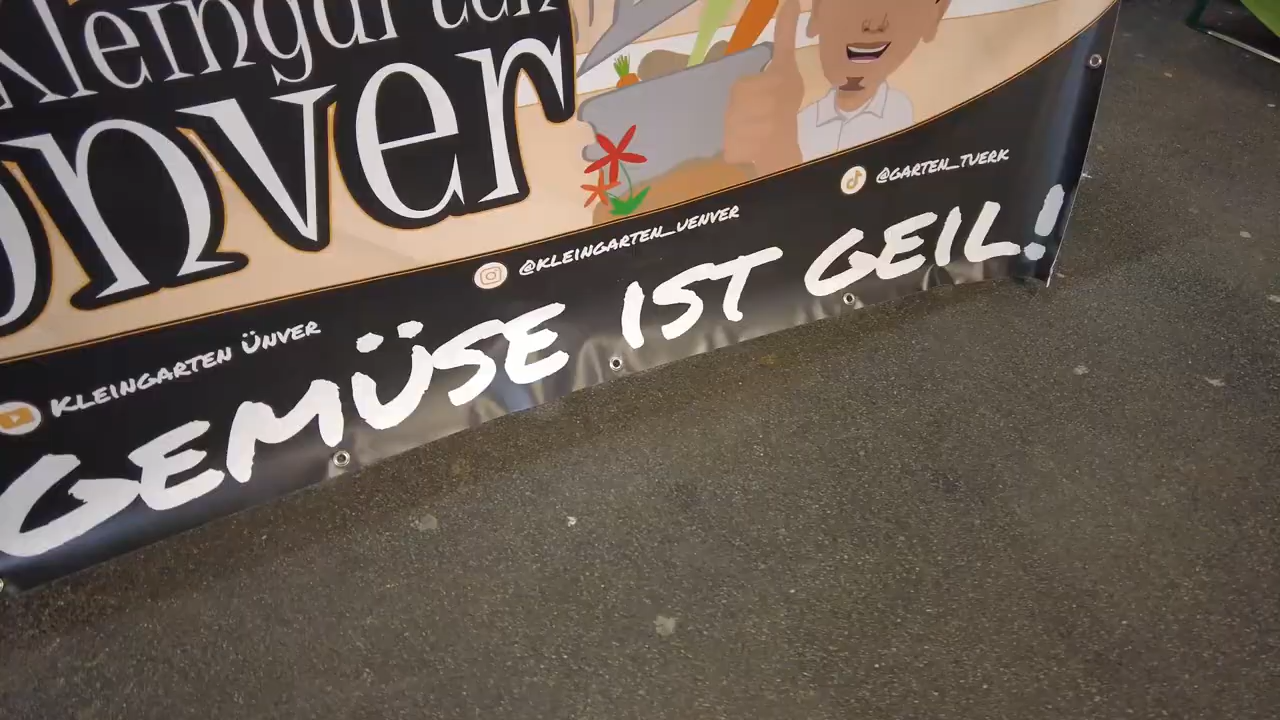 Kleingarten
Ünver
KLEINGARTEN ÜNVER
@KLEINGARTEN_UENVER
@GARTEN_TUERK
GEMÜSE IST GEIL!